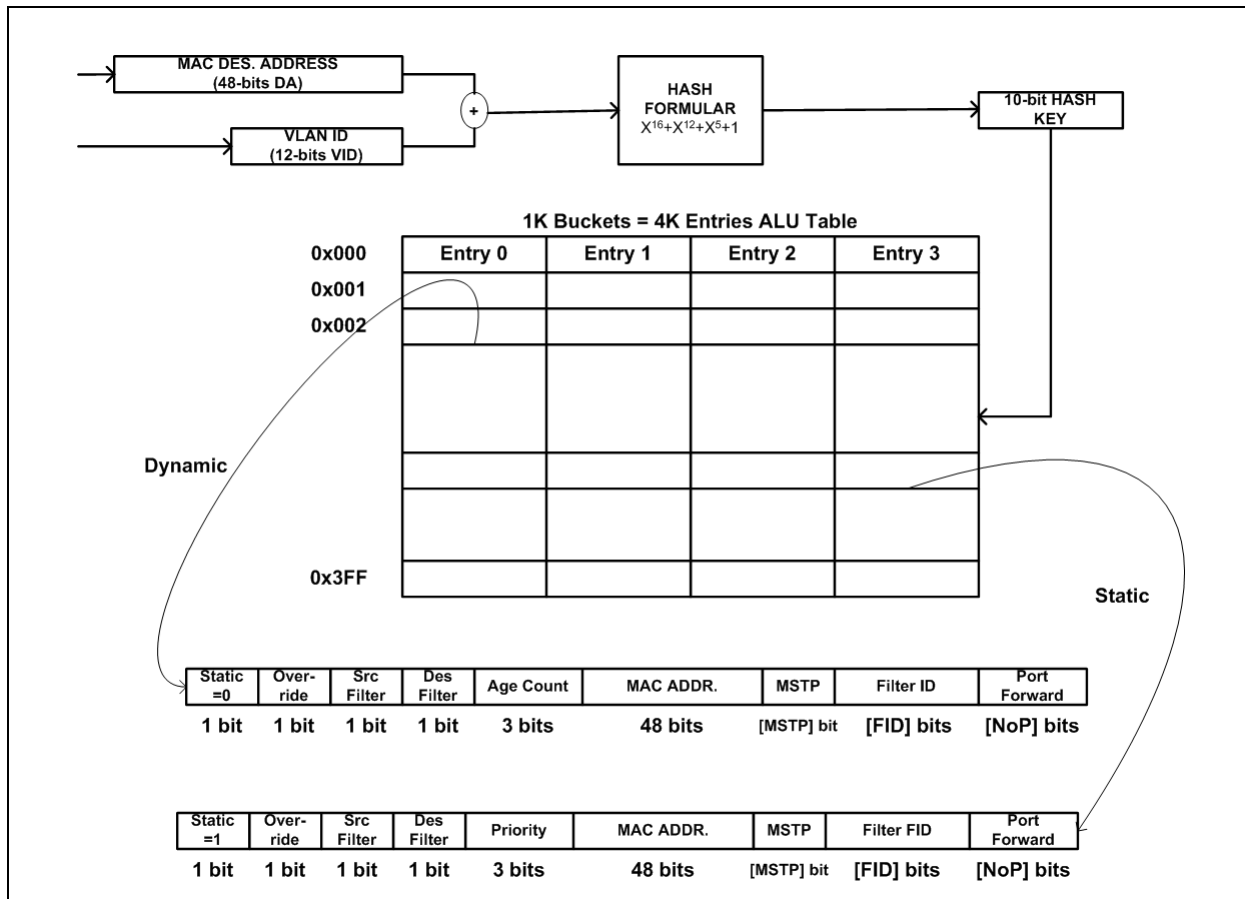 MAC DES. ADDRESS
(48-bits DA)
+
VLAN ID
(12-bits VID)
HASH
FORMULAR
X¹⁶+X¹²+X⁵+1
10-bit HASH
KEY
1K Buckets = 4K Entries ALU Table
0x000 Entry 0 Entry 1 Entry 2 Entry 3
0x001
0x002
0x3FF
Dynamic
Static
Static Over- Src Des Age Count MAC ADDR. MSTP Filter ID Port
=0 ride Filter Filter Forward
1 bit 1 bit 1 bit 1 bit 3 bits 48 bits [MSTP] bit [FID] bits [NoP] bits
Static Over- Src Des Priority MAC ADDR. MSTP Filter FID Port
=1 ride Filter Filter Forward
1 bit 1 bit 1 bit 1 bit 3 bits 48 bits [MSTP] bit [FID] bits [NoP] bits